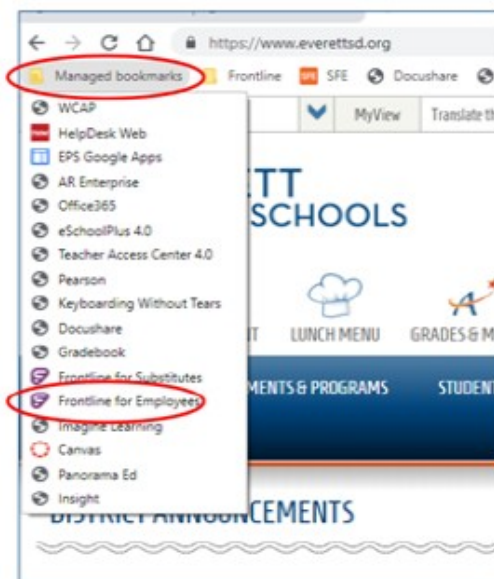 https://www.everettsd.org
Managed bookmarks Frontline SFE Docushare
WCAP
MyView Translate th
HelpDesk Web
EPS Google Apps
AR Enterprise
Office365
eSchoolPlus 4.0
Teacher Access Center 4.0
Pearson
Keyboarding Without Tears
Docushare
Gradebook
Frontline for Substitutes
Frontline for Employees
Imagine Learning
Canvas
Panorama Ed
Insight
TT
SCHOOLS
LUNCH MENU GRADES & M
MENTS & PROGRAMS STUDENT
DISTRICT ANNOUNCEMENTS